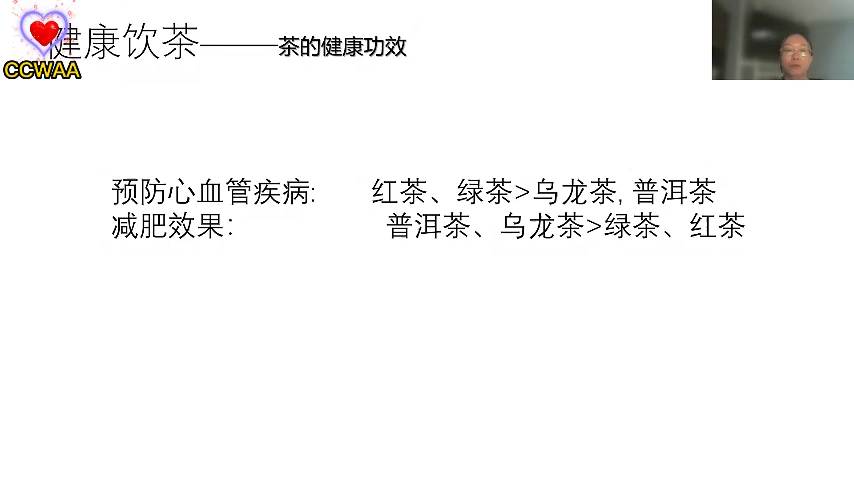 健康饮茶———茶的健康功效
CCWAA
预防心血管疾病: 红茶、绿茶>乌龙茶, 普洱茶
减肥效果: 普洱茶、乌龙茶>绿茶、红茶